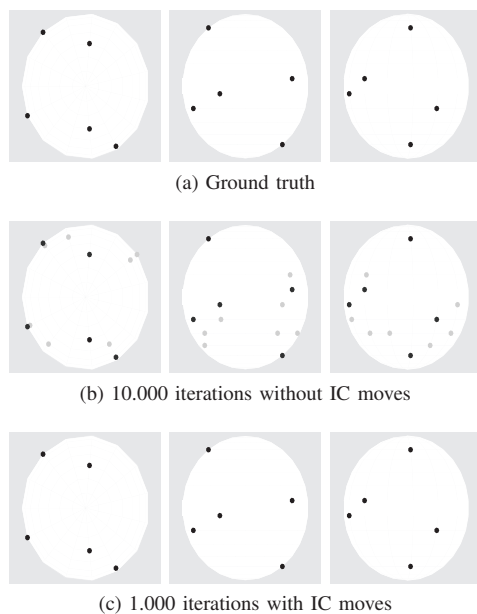 (a) Ground truth
(b) 10.000 iterations without IC moves
(c) 1.000 iterations with IC moves